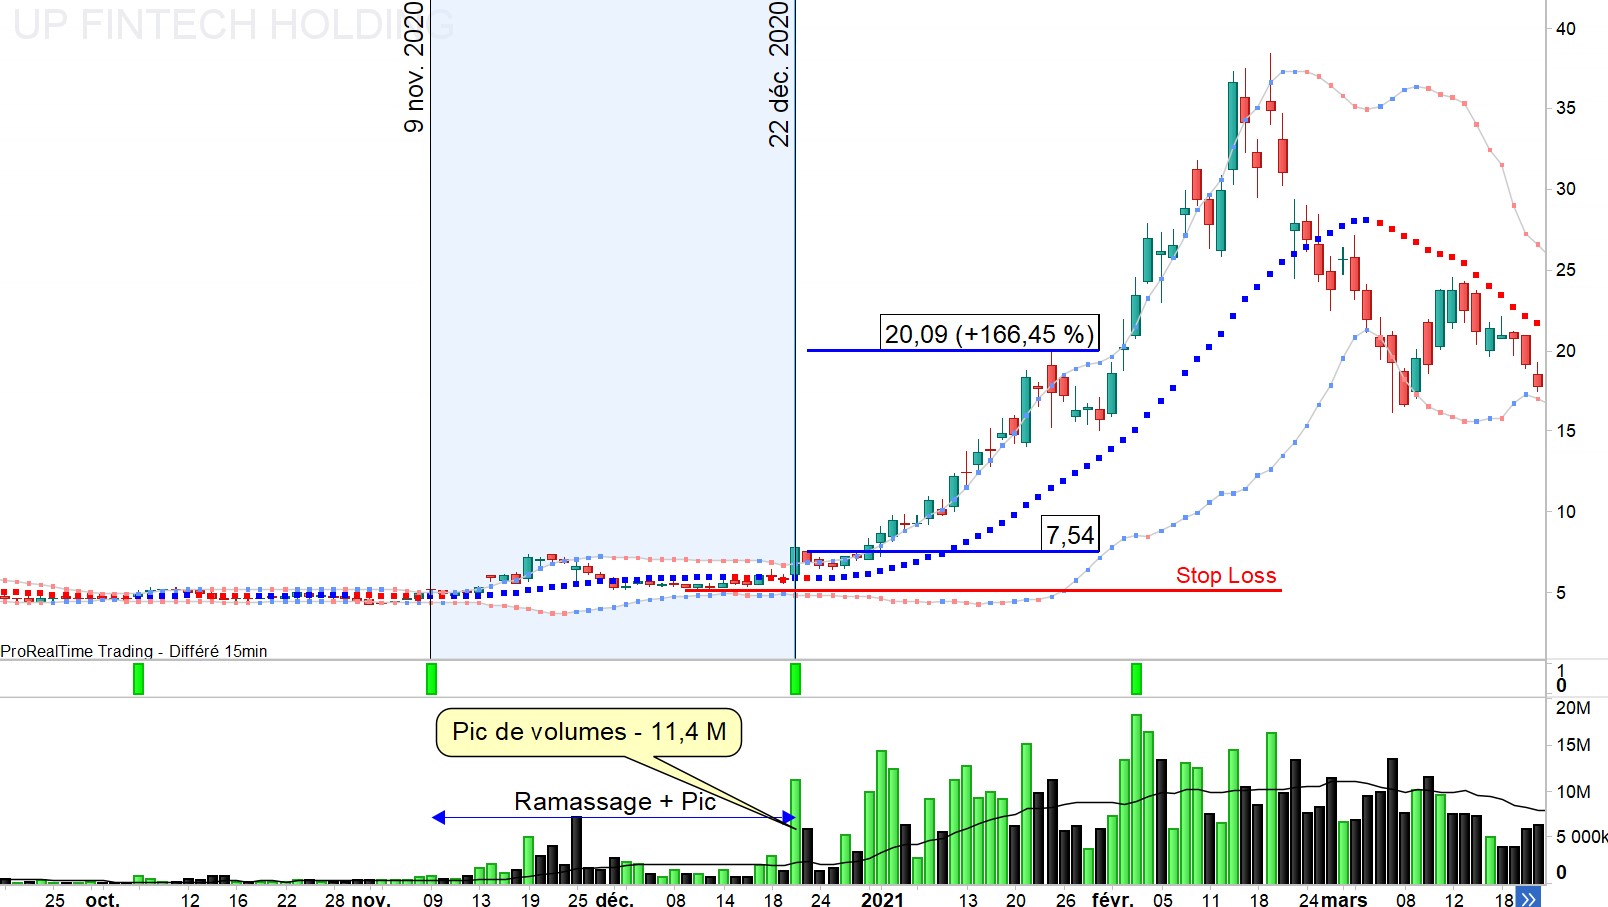 UP FINTECH HOLDING
9 nov. 2020
22 déc. 2020
40
35
30
25
20
15
10
5
20,09 (+166,45 %)
7,54
Stop Loss
ProRealTime Trading - Différé 15min
1
0
Pic de volumes - 11,4 M
Ramassage + Pic
20M
15M
10M
5 000k
0
25 oct. 12 16 22 28 nov. 09 13 19 25 déc. 08 14 18 24 2021 13 20 26 févr. 05 11 18 24 mars 08 12 18